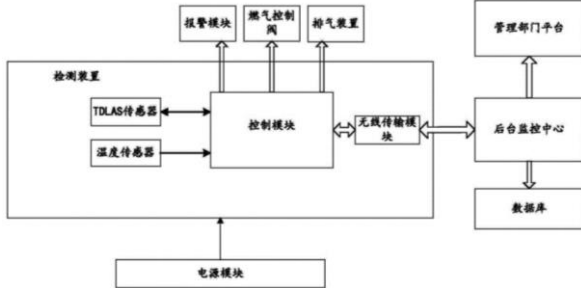 报警模块
燃气控制
阀
排气装置
管理部门平台
检测装置
TDLAS传感器
控制模块
无线传输模
块
后台监控中心
温度传感器
数据库
电源模块